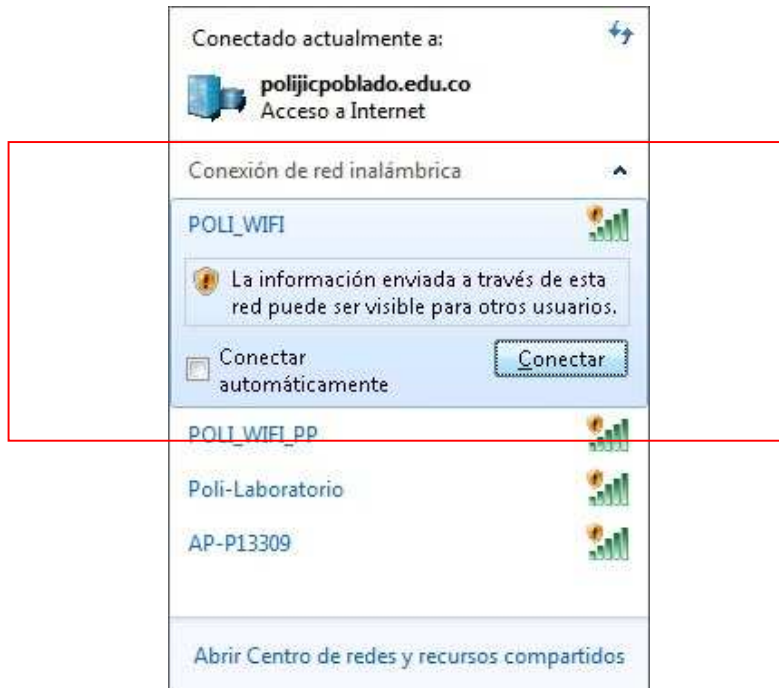 Conectado actualmente a:
polijicpoblado.edu.co
Acceso a Internet
Conexión de red inalámbrica
POLI_WIFI
La información enviada a través de esta
red puede ser visible para otros usuarios.
Conectar
automáticamente
Conectar
POLI_WIFI_PP
Poli-Laboratorio
AP-P13309
Abrir Centro de redes y recursos compartidos